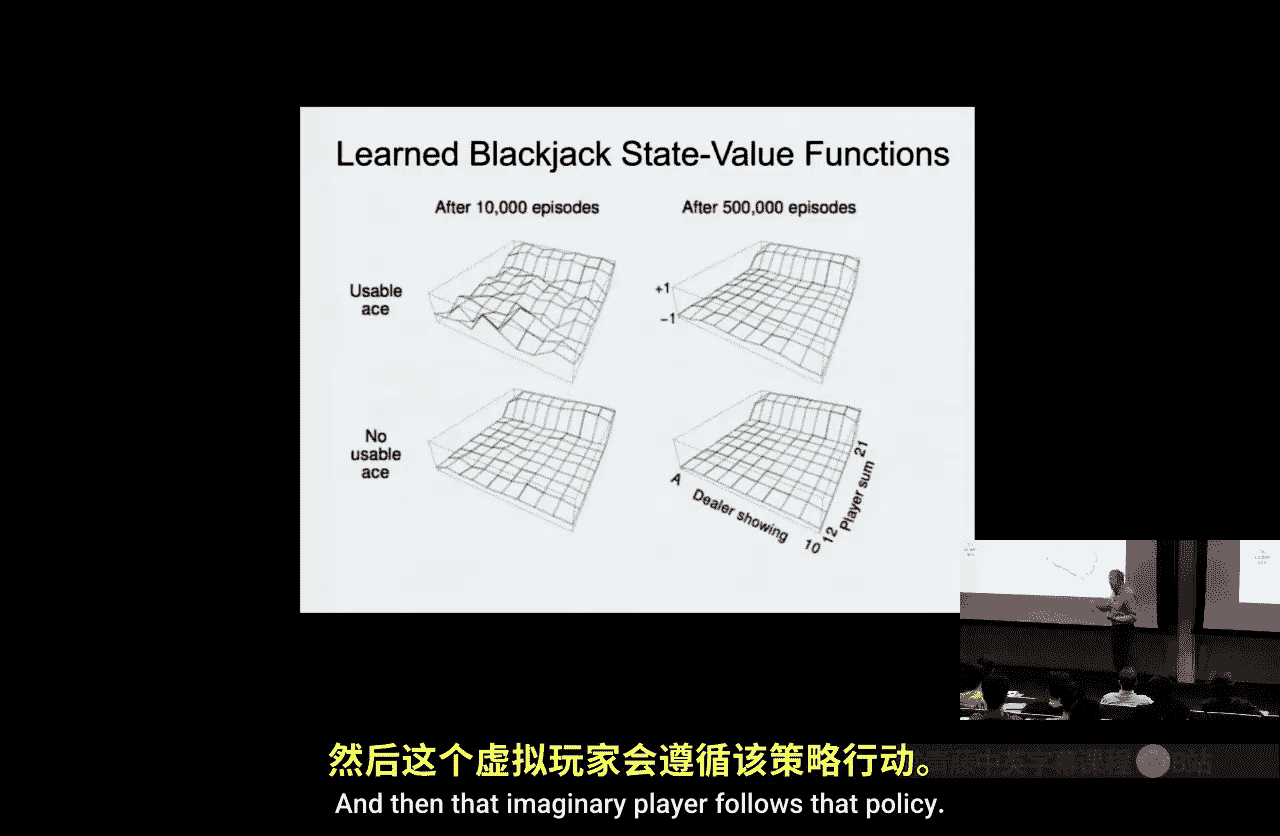 Learned Blackjack State-Value Functions
After 10,000 episodes
After 500,000 episodes
Usable
ace
+1
−1
No
usable
ace
A
Dealer showing
10
12
Player sum
21
然后这个虚拟玩家会遵循该策略行动。
And then that imaginary player follows that policy.